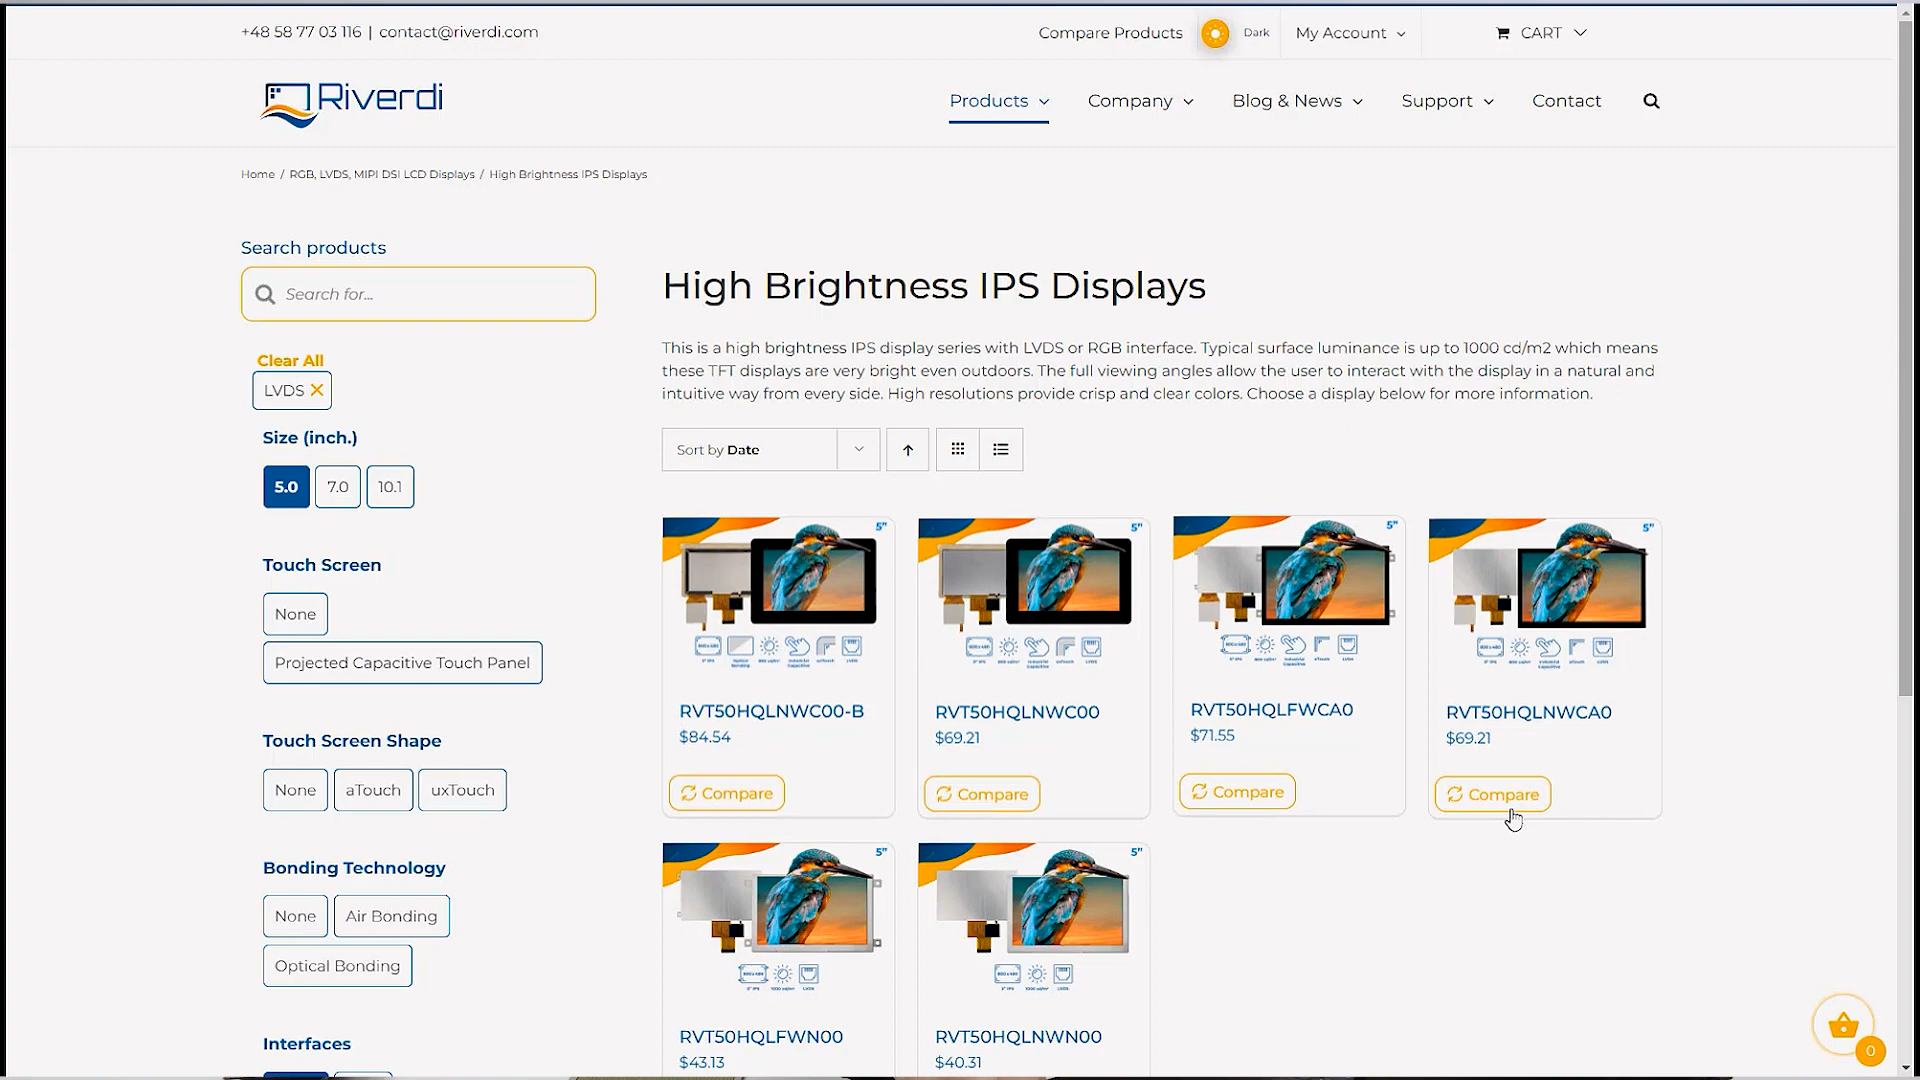 +48 58 77 03 116 | contact@riverdi.com
Compare Products
Dark
My Account
CART
Riverdi
Products
Company
Blog & News
Support
Contact
Home / RGB, LVDS, MIPI DSI LCD Displays / High Brightness IPS Displays
Search products
Search for...
Clear All
LVDS
Size (inch.)
5.0
7.0
10.1
Touch Screen
None
Projected Capacitive Touch Panel
Touch Screen Shape
None
aTouch
uxTouch
Bonding Technology
None
Air Bonding
Optical Bonding
Interfaces
High Brightness IPS Displays
This is a high brightness IPS display series with LVDS or RGB interface. Typical surface luminance is up to 1000 cd/m2 which means
these TFT displays are very bright even outdoors. The full viewing angles allow the user to interact with the display in a natural and
intuitive way from every side. High resolutions provide crisp and clear colors. Choose a display below for more information.
Sort by Date
5"
RVT50HQLNWC00-B
$84.54
Compare
5"
RVT50HQLNWC00
$69.21
Compare
5"
RVT50HQLFWCA0
$71.55
Compare
5"
RVT50HQLNWCA0
$69.21
Compare
5"
RVT50HQLFWN00
$43.13
5"
RVT50HQLNWN00
$40.31
0